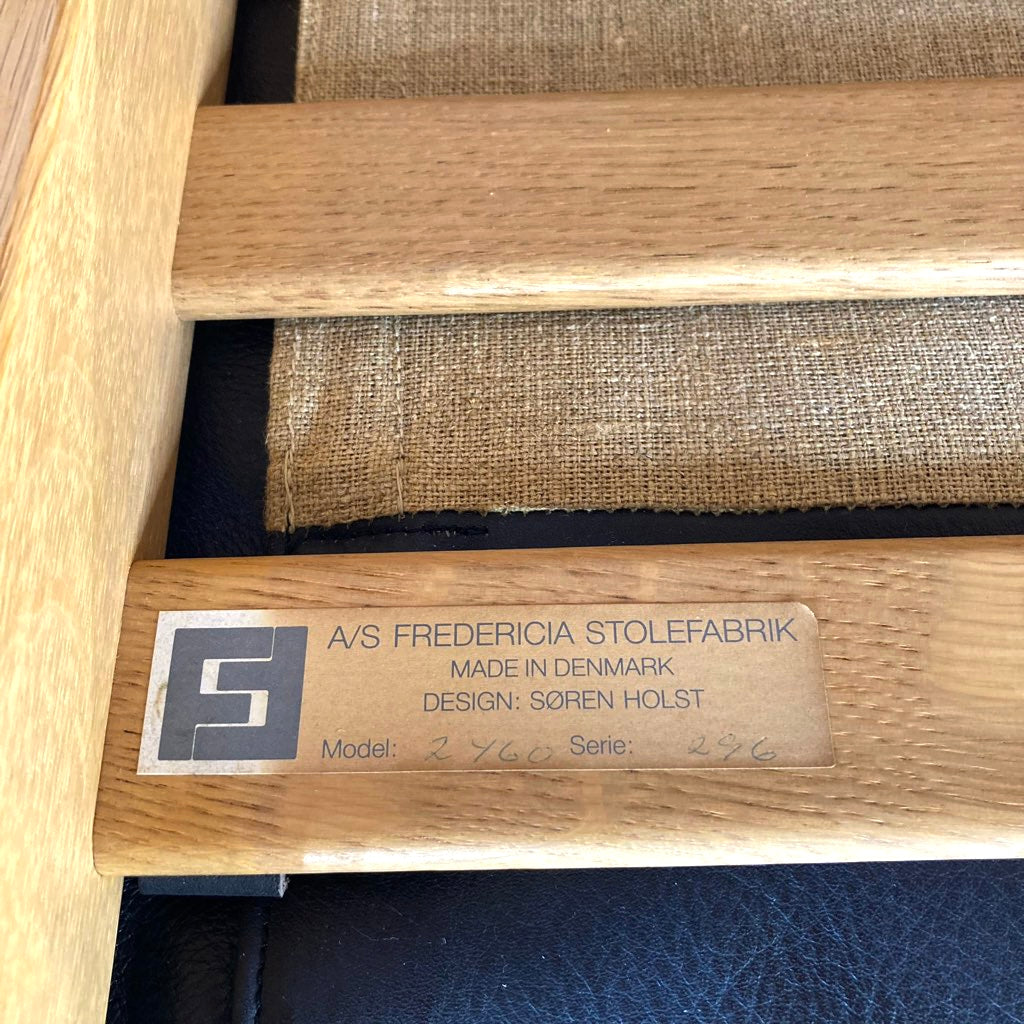 A/S FREDERICIA STOLEFABRIK
MADE IN DENMARK
DESIGN: SØREN HOLST
Model: 2460 Serie: 296